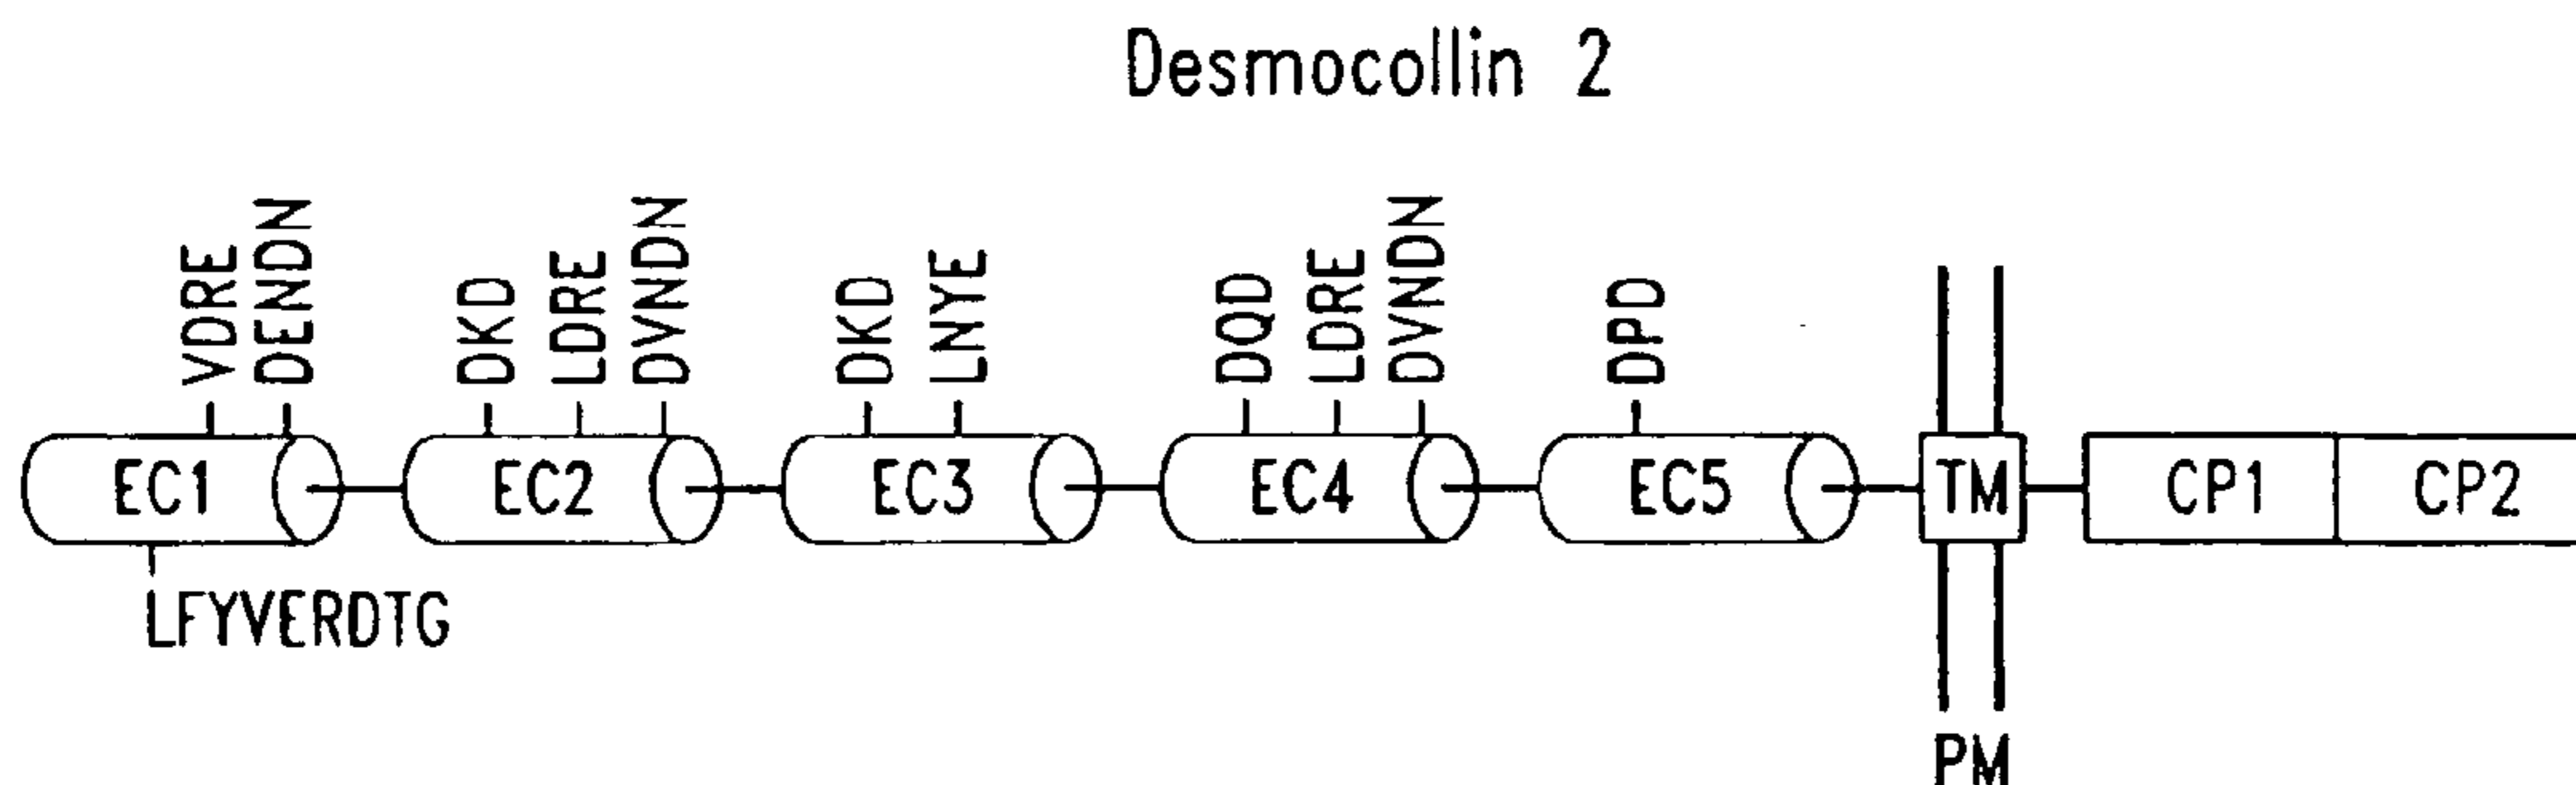 Desmocollin 2
VDRE
DENDN
DKD
LDRE
DVNDN
DKD
LNYE
DQD
LDRE
DVNDN
DPD
EC1
EC2
EC3
EC4
EC5
TM
CP1
CP2
LFYVERDTG
PM